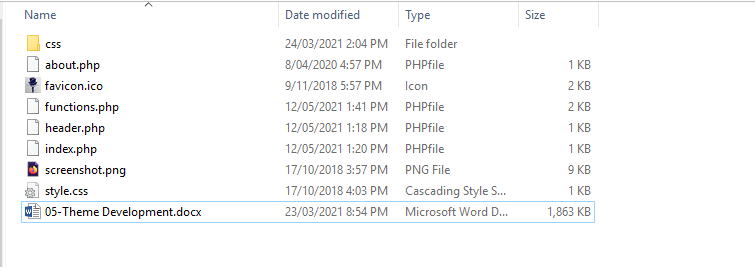 Name Date modified Type Size
css 24/03/2021 2:04 PM File folder
about.php 8/04/2020 4:57 PM PHPfile 1 KB
favicon.ico 9/11/2018 5:57 PM Icon 2 KB
functions.php 12/05/2021 1:41 PM PHPfile 2 KB
header.php 12/05/2021 1:18 PM PHPfile 1 KB
index.php 12/05/2021 1:20 PM PHPfile 1 KB
screenshot.png 17/10/2018 3:57 PM PNG File 9 KB
style.css 17/10/2018 4:03 PM Cascading Style S... 1 KB
05-Theme Development.docx 23/03/2021 8:54 PM Microsoft Word D... 1,863 KB